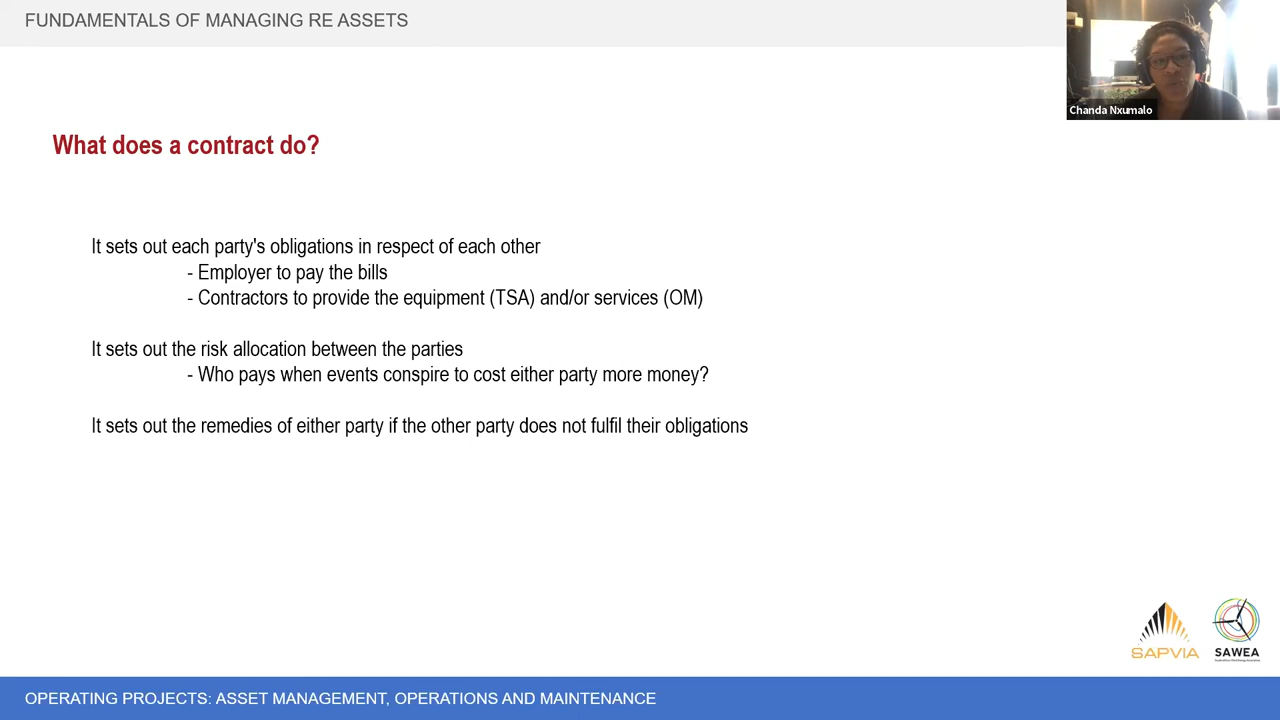 FUNDAMENTALS OF MANAGING RE ASSETS
Chanda Nxumalo
What does a contract do?
It sets out each party's obligations in respect of each other
- Employer to pay the bills
- Contractors to provide the equipment (TSA) and/or services (OM)
It sets out the risk allocation between the parties
- Who pays when events conspire to cost either party more money?
It sets out the remedies of either party if the other party does not fulfil their obligations
SAPVIA
SAWEA
OPERATING PROJECTS: ASSET MANAGEMENT, OPERATIONS AND MAINTENANCE